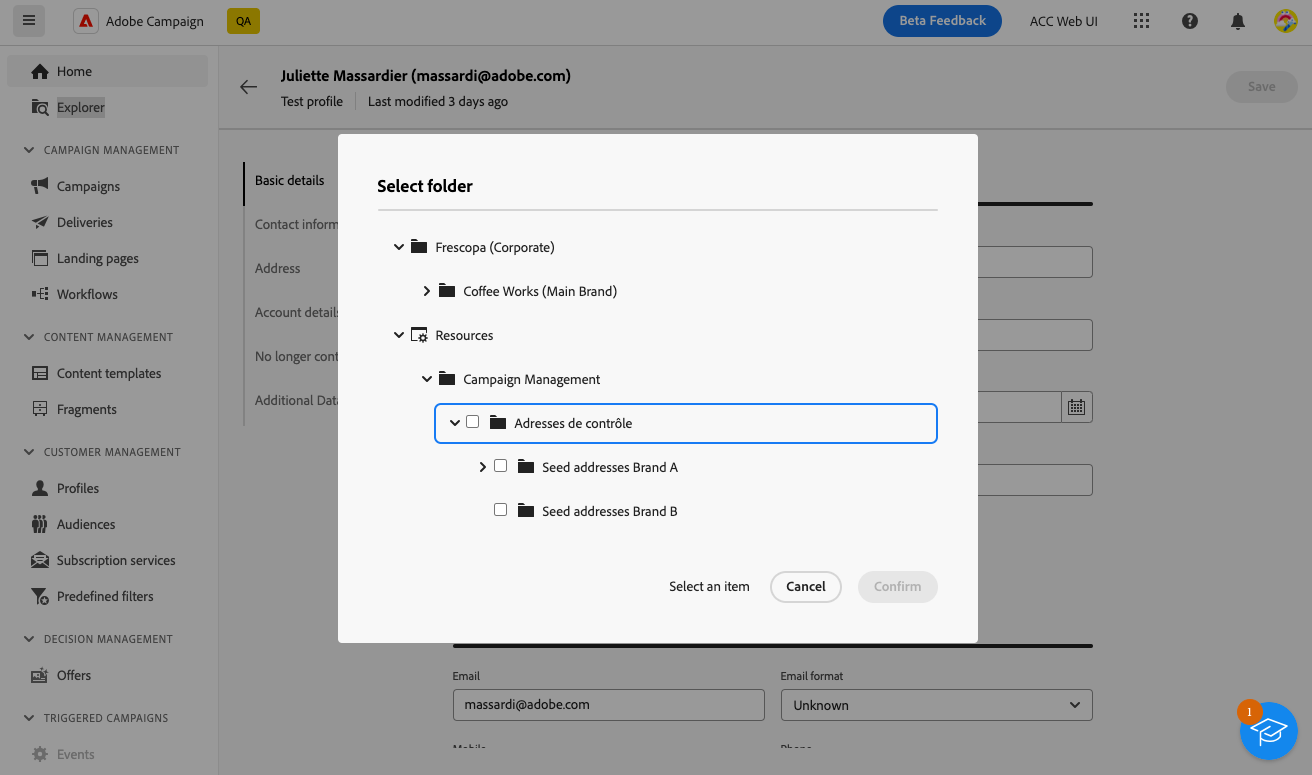 Adobe Campaign
QA
Beta Feedback
ACC Web UI
Home
Explorer
CAMPAIGN MANAGEMENT
Campaigns
Deliveries
Landing pages
Workflows
CONTENT MANAGEMENT
Content templates
Fragments
CUSTOMER MANAGEMENT
Profiles
Audiences
Subscription services
Predefined filters
DECISION MANAGEMENT
Offers
TRIGGERED CAMPAIGNS
Events
Juliette Massardier (massardi@adobe.com)
Test profile
Last modified 3 days ago
Save
Basic details
Contact inform
Address
Account details
No longer cont
Additional Data
Select folder
Frescopa (Corporate)
Coffee Works (Main Brand)
Resources
Campaign Management
Adresses de contrôle
Seed addresses Brand A
Seed addresses Brand B
Select an item
Cancel
Confirm
Email
Email format
massardi@adobe.com
Unknown
Mobile
Phone
1